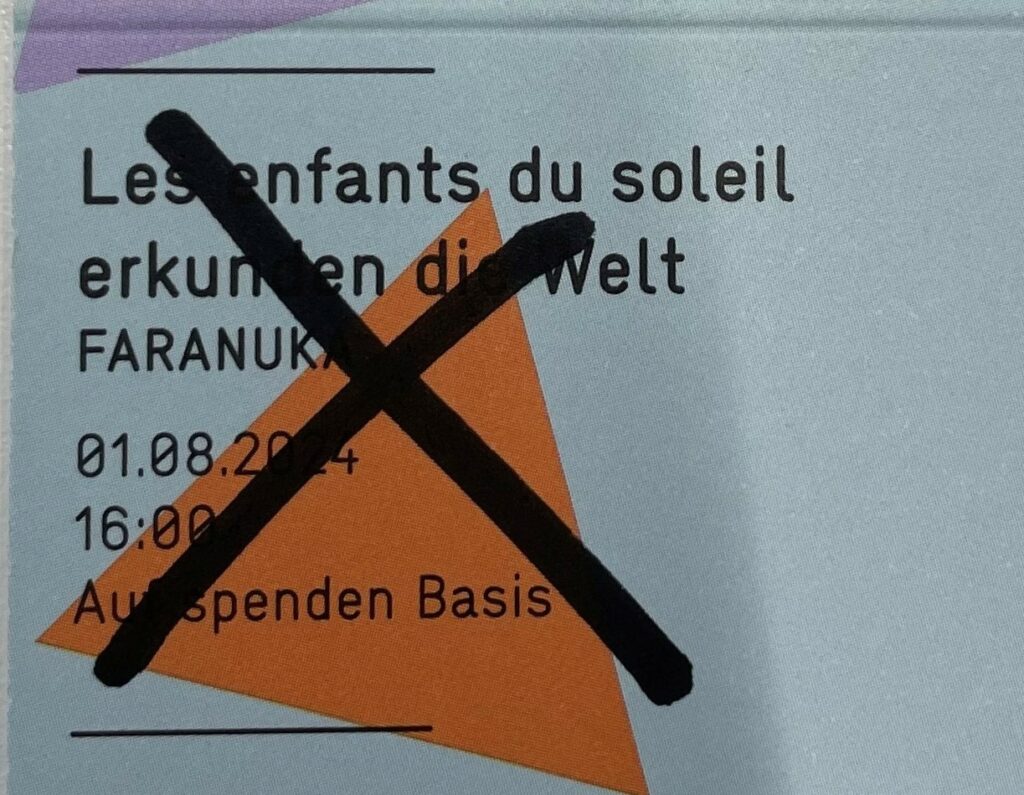 Les enfants du soleil
erkunden die Welt
FARANUKA
01.08.2024
16:00
Auf spenden Basis